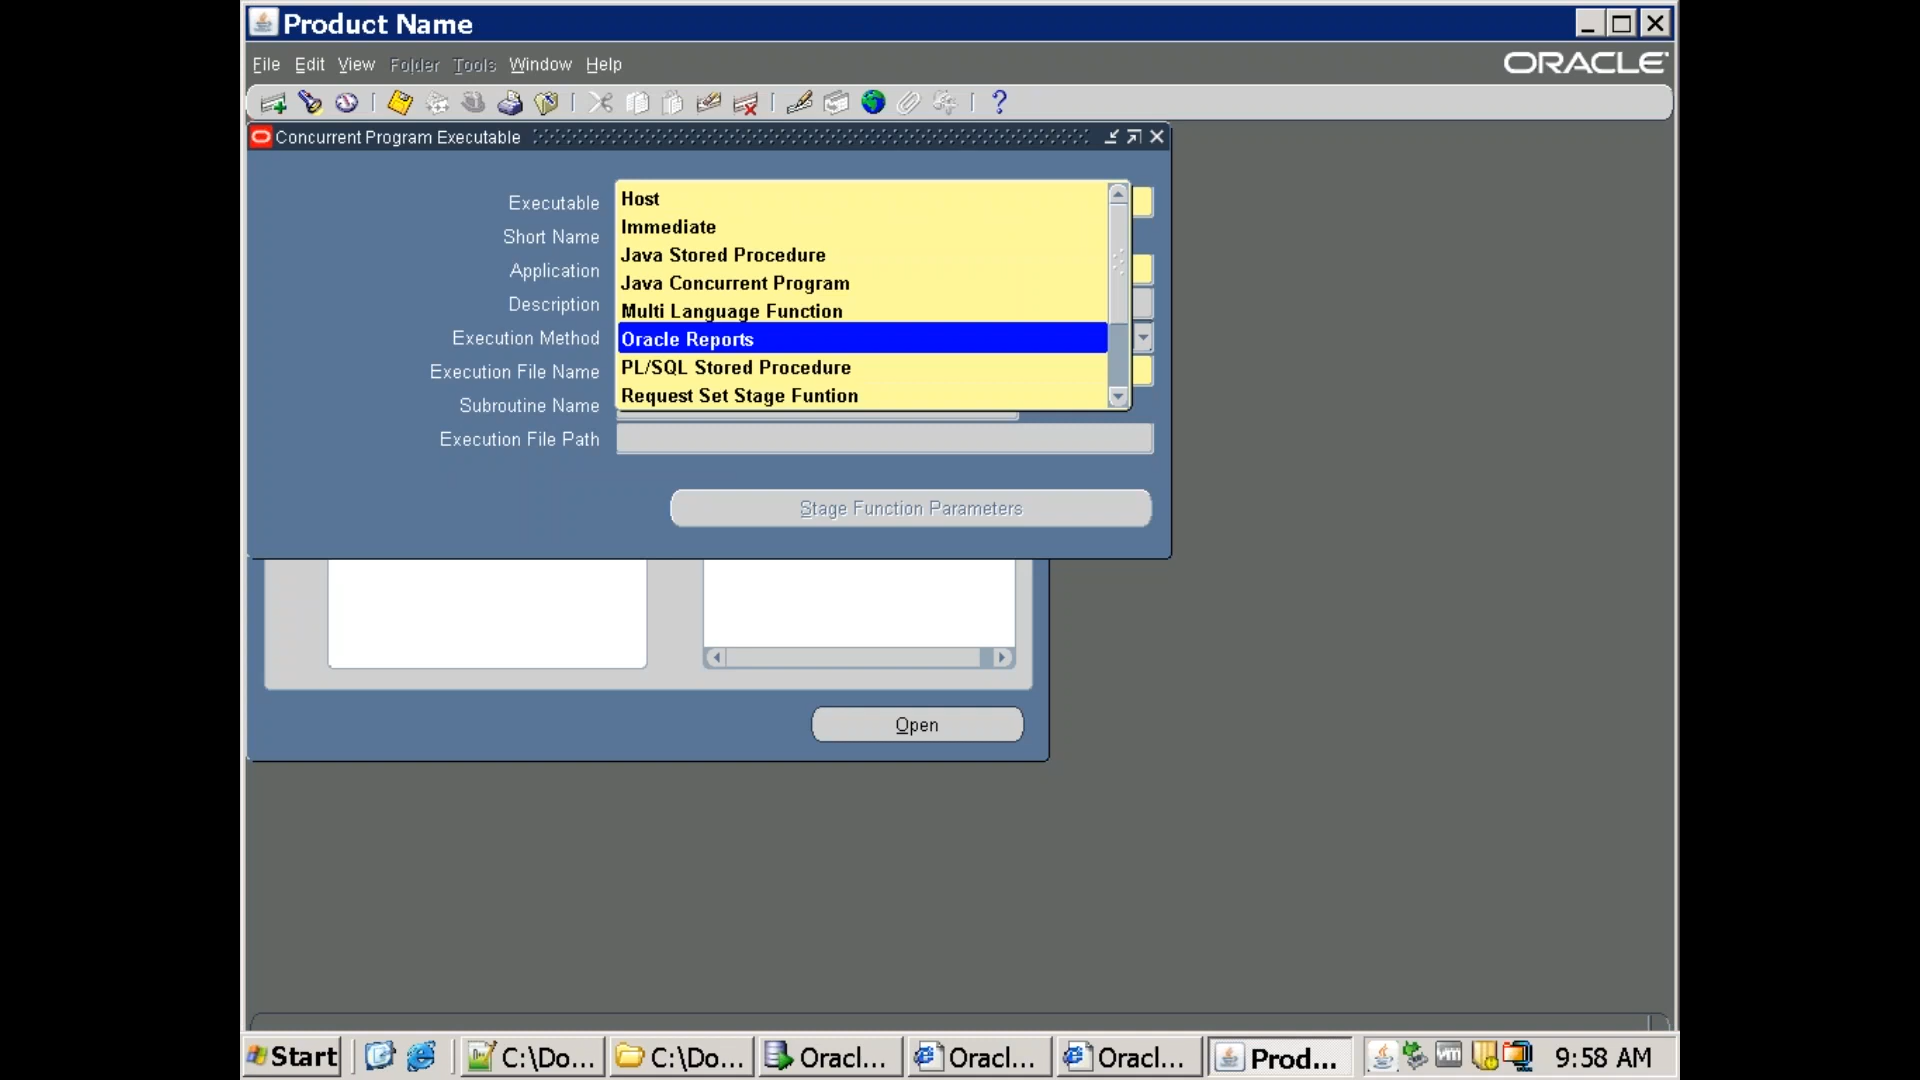 Product Name
File Edit View Folder Tools Window Help
ORACLE
Concurrent Program Executable
Executable
Short Name
Application
Description
Execution Method
Execution File Name
Subroutine Name
Execution File Path
Host
Immediate
Java Stored Procedure
Java Concurrent Program
Multi Language Function
Oracle Reports
PL/SQL Stored Procedure
Request Set Stage Funtion
Stage Function Parameters
Open
Start C:\Do... C:\Do... Oracl... Oracl... Oracl... Prod... 9:58 AM